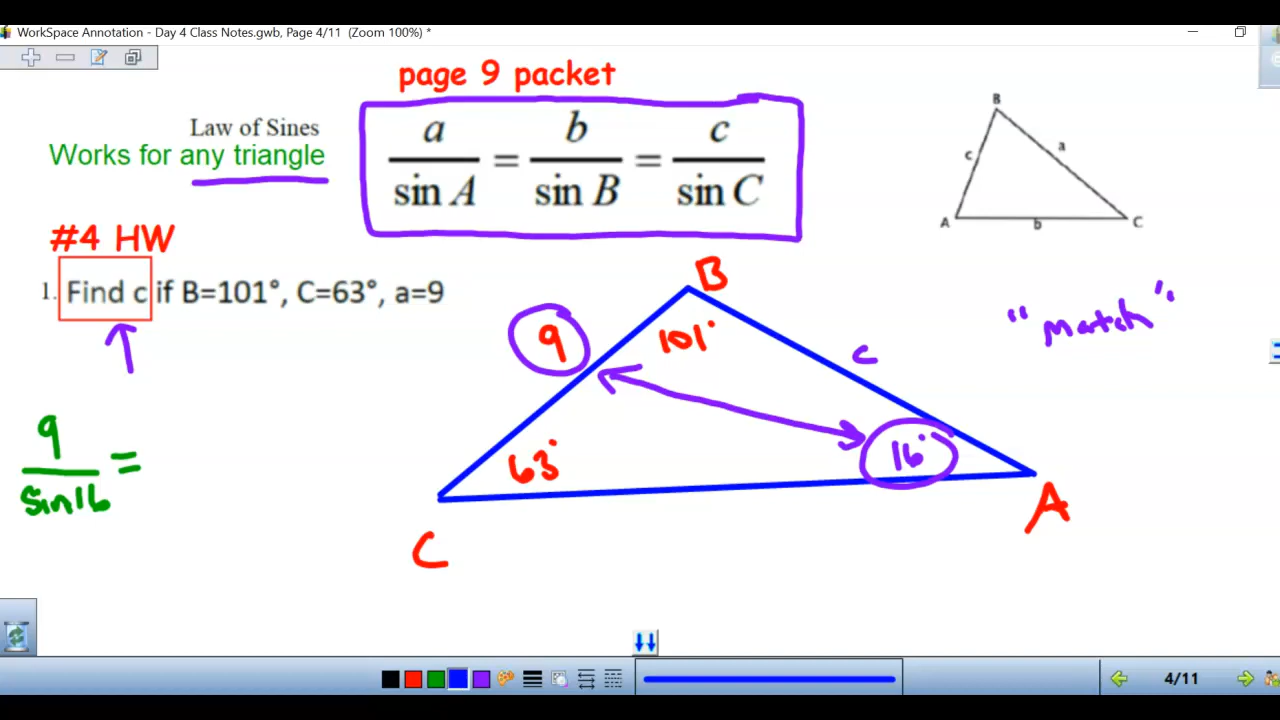 WorkSpace Annotation - Day 4 Class Notes.gwb, Page 4/11 (Zoom 100%) *
page 9 packet
Law of Sines
Works for any triangle
a/sin A = b/sin B = c/sin C
B
c
a
A
b
C
#4 HW
1. Find c if B=101°, C=63°, a=9
"Match"
B
9
101°
c
9/sin16 =
63°
16°
A
C
4/11